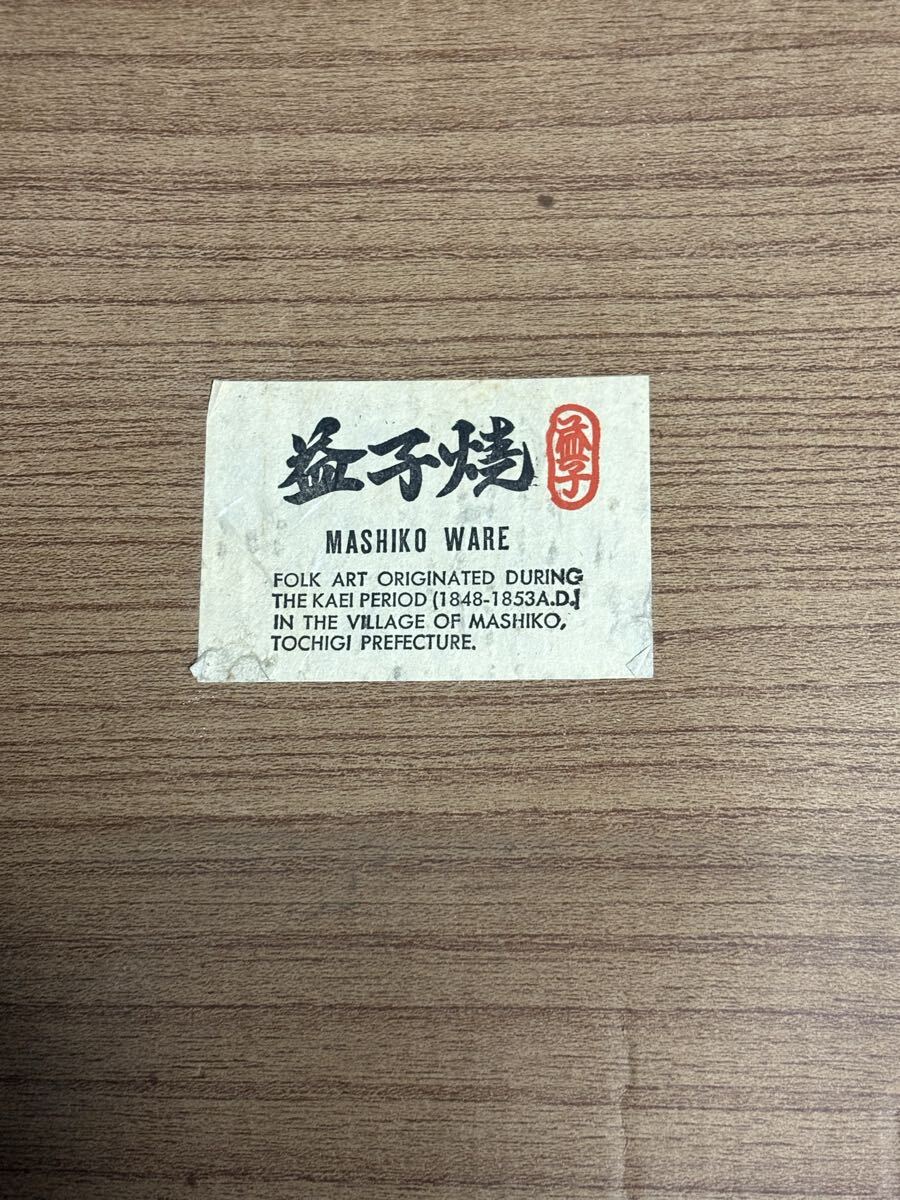 益子焼
益子
MASHIKO WARE
FOLK ART ORIGINATED DURING
THE KAEI PERIOD (1848-1853A.D.)
IN THE VILLAGE OF MASHIKO,
TOCHIGI PREFECTURE.